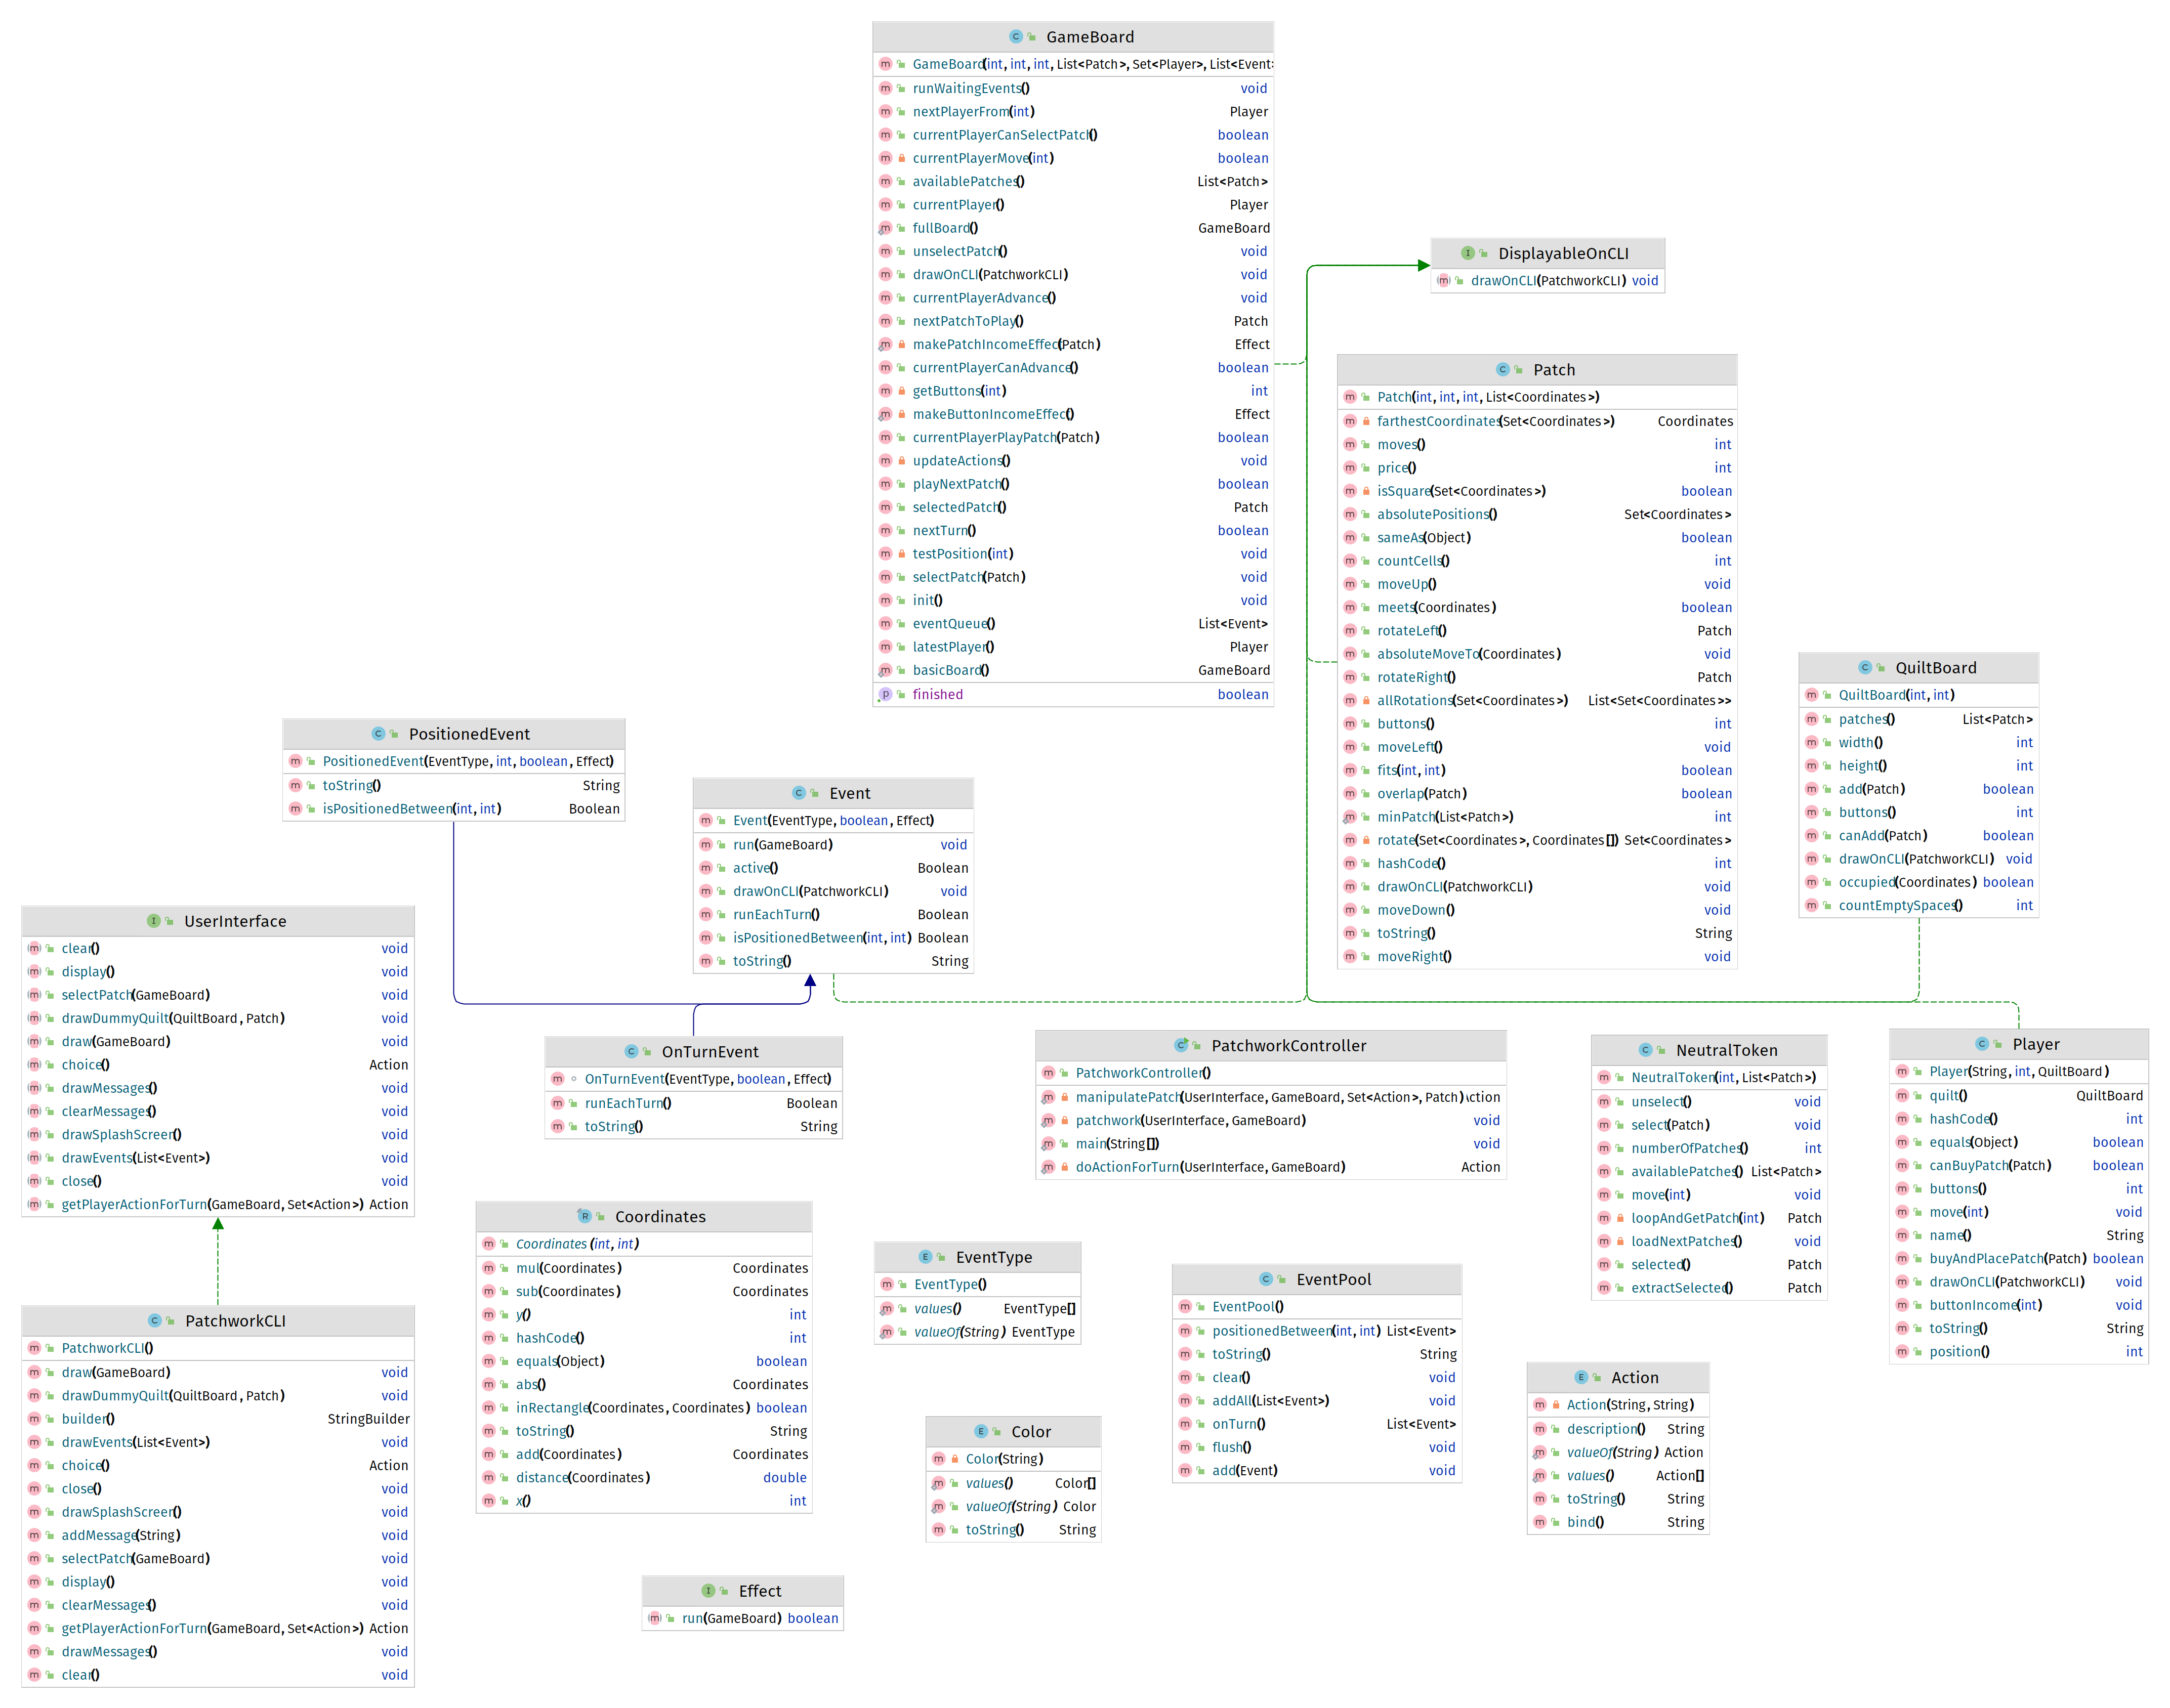 GameBoard
GameBoard(int, int, int, List<Patch>, Set<Player>, List<Event>
runWaitingEvents() void
nextPlayerFrom(int) Player
currentPlayerCanSelectPatch() boolean
currentPlayerMove(int) boolean
availablePatches() List<Patch>
currentPlayer() Player
fullBoard() GameBoard
unselectPatch() void
drawOnCLI(PatchworkCLI) void
currentPlayerAdvance() void
nextPatchToPlay() Patch
makePatchIncomeEffect(Patch) Effect
currentPlayerCanAdvance() boolean
getButtons(int) int
makeButtonIncomeEffect() Effect
currentPlayerPlayPatch(Patch) boolean
updateActions() void
playNextPatch() boolean
selectedPatch() Patch
nextTurn() boolean
testPosition(int) void
selectPatch(Patch) void
init() void
eventQueue() List<Event>
latestPlayer() Player
basicBoard() GameBoard
finished boolean
DisplayableOnCLI
drawOnCLI(PatchworkCLI) void
Patch
Patch(int, int, int, List<Coordinates>)
farthestCoordinates(Set<Coordinates>) Coordinates
moves() int
price() int
isSquare(Set<Coordinates>) boolean
absolutePositions() Set<Coordinates>
sameAs(Object) boolean
countCells() int
moveUp() void
meets(Coordinates) boolean
rotateLeft() Patch
absoluteMoveTo(Coordinates) void
rotateRight() Patch
allRotations(Set<Coordinates>) List<Set<Coordinates>>
buttons() int
moveLeft() void
fits(int, int) boolean
overlap(Patch) boolean
minPatch(List<Patch>) int
rotate(Set<Coordinates>, Coordinates[]) Set<Coordinates>
hashCode() int
drawOnCLI(PatchworkCLI) void
moveDown() void
toString() String
moveRight() void
QuiltBoard
QuiltBoard(int, int)
patches() List<Patch>
width() int
height() int
add(Patch) boolean
buttons() int
canAdd(Patch) boolean
drawOnCLI(PatchworkCLI) void
occupied(Coordinates) boolean
countEmptySpaces() int
PositionedEvent
PositionedEvent(EventType, int, boolean, Effect)
toString() String
isPositionedBetween(int, int) Boolean
Event
Event(EventType, boolean, Effect)
run(GameBoard) void
active() Boolean
drawOnCLI(PatchworkCLI) void
runEachTurn() Boolean
isPositionedBetween(int, int) Boolean
toString() String
UserInterface
clear() void
display() void
selectPatch(GameBoard) void
drawDummyQuilt(QuiltBoard, Patch) void
draw(GameBoard) void
choice() Action
drawMessages() void
clearMessages() void
drawSplashScreen() void
drawEvents(List<Event>) void
close() void
getPlayerActionForTurn(GameBoard, Set<Action>) Action
OnTurnEvent
OnTurnEvent(EventType, boolean, Effect)
runEachTurn() Boolean
toString() String
PatchworkController
PatchworkController()
manipulatePatch(UserInterface, GameBoard, Set<Action>, Patch) Action
patchwork(UserInterface, GameBoard) void
main(String[]) void
doActionForTurn(UserInterface, GameBoard) Action
NeutralToken
NeutralToken(int, List<Patch>)
unselect() void
select(Patch) void
numberOfPatches() int
availablePatches() List<Patch>
move(int) void
loopAndGetPatch(int) Patch
loadNextPatches() void
selected() Patch
extractSelected() Patch
Player
Player(String, int, QuiltBoard)
quilt() QuiltBoard
hashCode() int
equals(Object) boolean
canBuyPatch(Patch) boolean
buttons() int
move(int) void
name() String
buyAndPlacePatch(Patch) boolean
drawOnCLI(PatchworkCLI) void
buttonIncome(int) void
toString() String
position() int
Coordinates
Coordinates(int, int)
mul(Coordinates) Coordinates
sub(Coordinates) Coordinates
y() int
hashCode() int
equals(Object) boolean
abs() Coordinates
inRectangle(Coordinates, Coordinates) boolean
toString() String
add(Coordinates) Coordinates
distance(Coordinates) double
x() int
EventType
EventType()
values() EventType[]
valueOf(String) EventType
EventPool
EventPool()
positionedBetween(int, int) List<Event>
toString() String
clear() void
addAll(List<Event>) void
onTurn() List<Event>
flush() void
add(Event) void
PatchworkCLI
PatchworkCLI()
draw(GameBoard) void
drawDummyQuilt(QuiltBoard, Patch) void
builder() StringBuilder
drawEvents(List<Event>) void
choice() Action
close() void
drawSplashScreen() void
addMessage(String) void
selectPatch(GameBoard) void
display() void
clearMessages() void
getPlayerActionForTurn(GameBoard, Set<Action>) Action
drawMessages() void
clear() void
Action
Action(String, String)
description() String
valueOf(String) Action
values() Action[]
toString() String
bind() String
Color
Color(String)
values() Color[]
valueOf(String) Color
toString() String
Effect
run(GameBoard) boolean